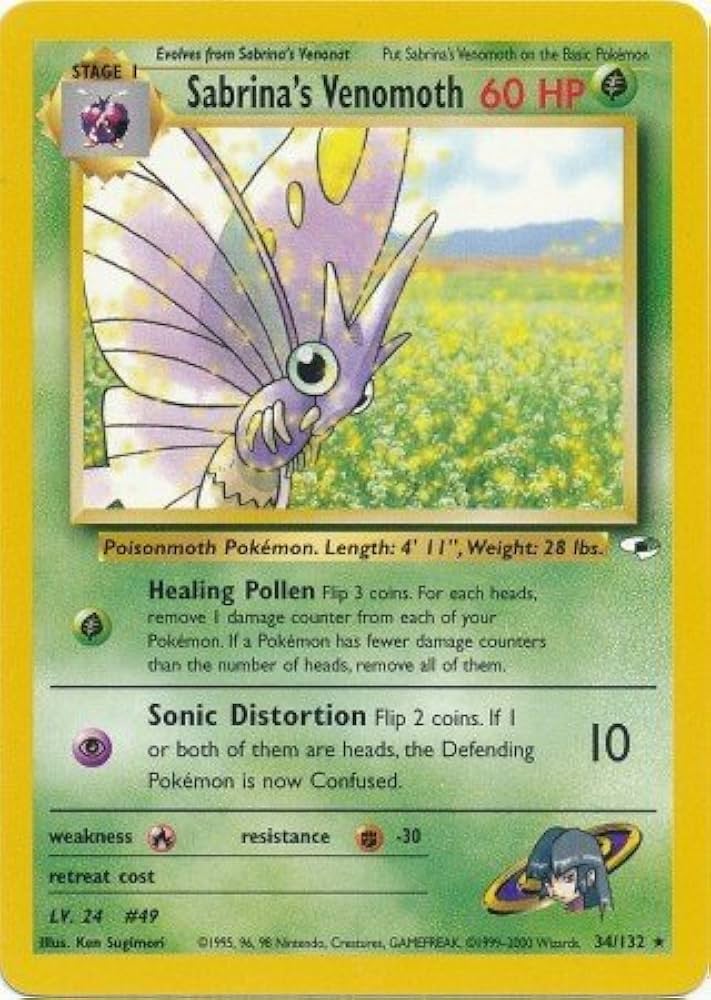 Evolves from Sabrina's Venonat Put Sabrina's Venomoth on the Basic Pokémon
STAGE 1
Sabrina's Venomoth 60 HP
Poisonmoth Pokémon. Length: 4' 11", Weight: 28 lbs.
Healing Pollen Flip 3 coins. For each heads,
remove 1 damage counter from each of your
Pokémon. If a Pokémon has fewer damage counters
than the number of heads, remove all of them.
Sonic Distortion Flip 2 coins. If 1
or both of them are heads, the Defending
Pokémon is now Confused.
10
weakness resistance -30
retreat cost
LV. 24 #49
Illus. Ken Sugimori ©1995, 96, 98 Nintendo, Creatures, GAMEFREAK. ©1999-2000 Wizards. 34/132 ★